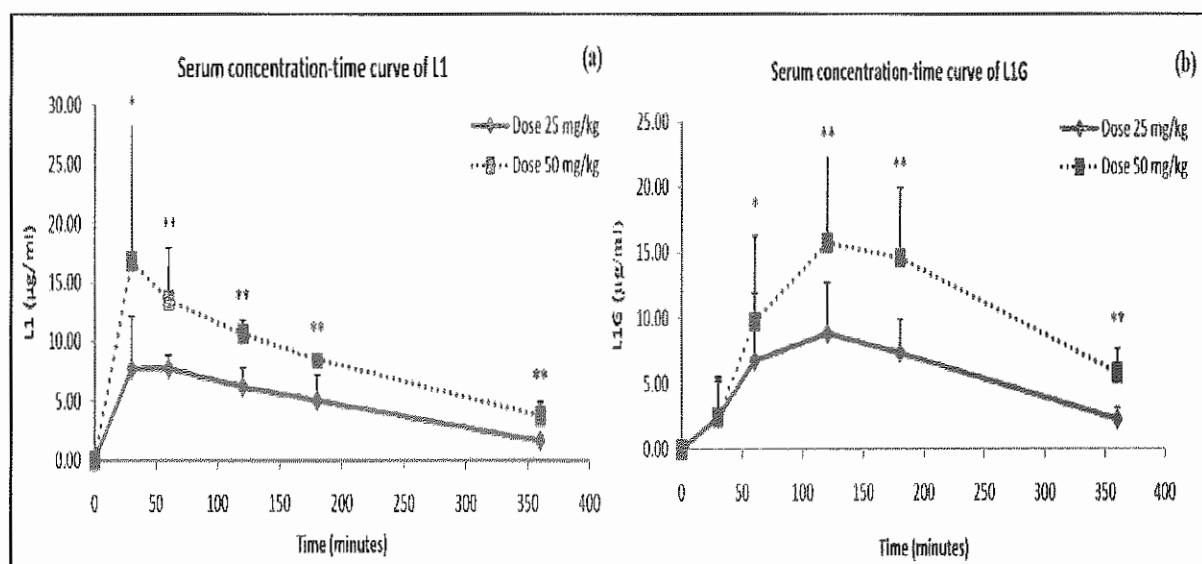 Serum concentration-time curve of L1
(a)
30.00
25.00
20.00
15.00
10.00
5.00
0.00
L1 (µg/ml)
*
**
**
**
**
Dose 25 mg/kg
Dose 50 mg/kg
0 50 100 150 200 250 300 350 400
Time (minutes)
Serum concentration-time curve of L1G
(b)
25.00
20.00
15.00
10.00
5.00
0.00
L1G (µg/ml)
*
**
**
**
Dose 25 mg/kg
Dose 50 mg/kg
0 50 100 150 200 250 300 350 400
Time (minutes)